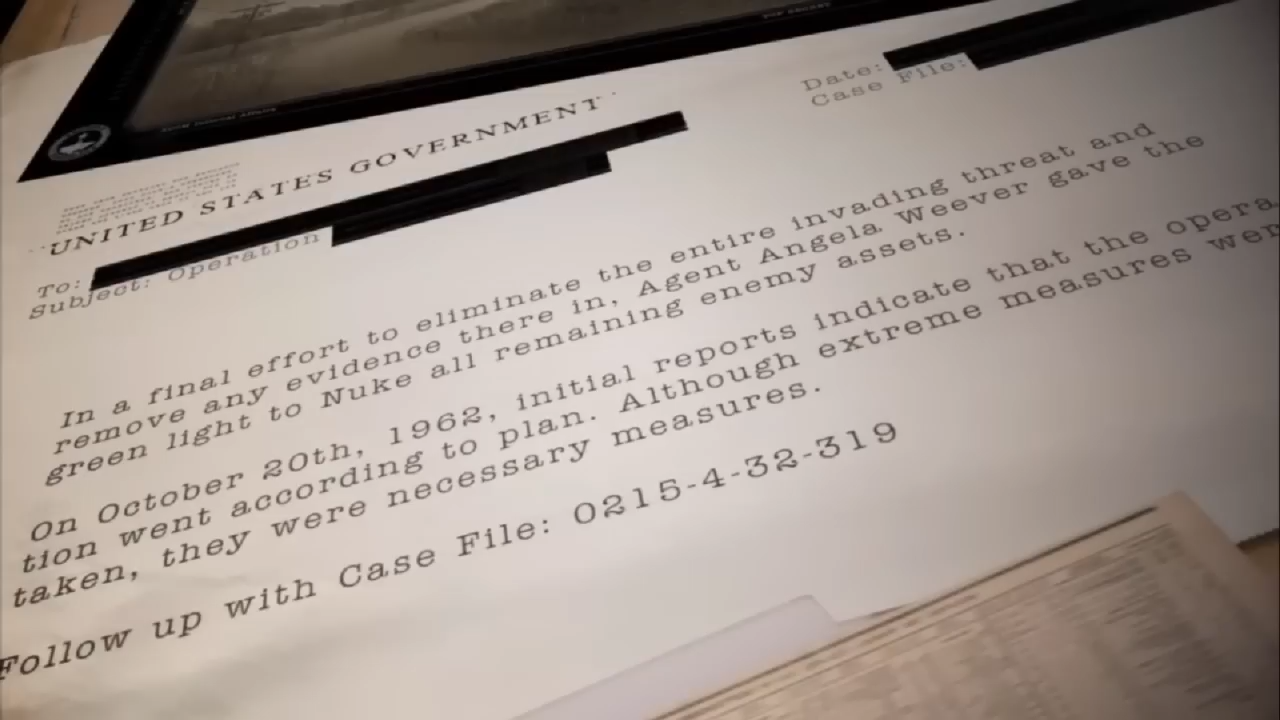 Date:
Case File:
UNITED STATES GOVERNMENT
To:
Subject: Operation
In a final effort to eliminate the entire invading threat and
remove any evidence there in, Agent Angela Weever gave the
green light to Nuke all remaining enemy assets.
On October 20th, 1962, initial reports indicate that the opera
tion went according to plan. Although extreme measures wer
taken, they were necessary measures.
Follow up with Case File: 0215-4-32-319